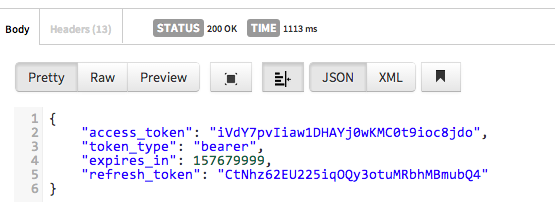 Body Headers (13) STATUS 200 OK TIME 1113 ms
Pretty Raw Preview JSON XML
1 {
2 "access_token": "iVdY7pvIiaw1DHAYj0wKMC0t9ioc8jdo",
3 "token_type": "bearer",
4 "expires_in": 157679999,
5 "refresh_token": "CtNhz62EU225iqOQy3otuMRbhMBmubQ4"
6 }